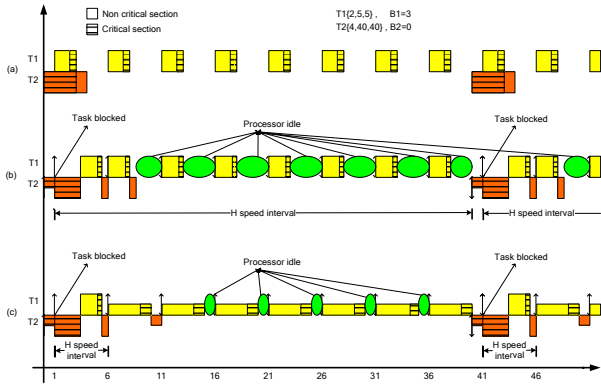 Non critical section
Critical section
T1{2,5,5} , B1=3
T2{4,40,40} , B2=0
T1
(a)
T2
Task blocked
Processor idle
Task blocked
T1
(b)
T2
H speed interval
H speed interval
Task blocked
Processor idle
Task blocked
T1
(c)
T2
H speed
interval
H speed
interval
1 6 11 16 21 26 31 36 41 46